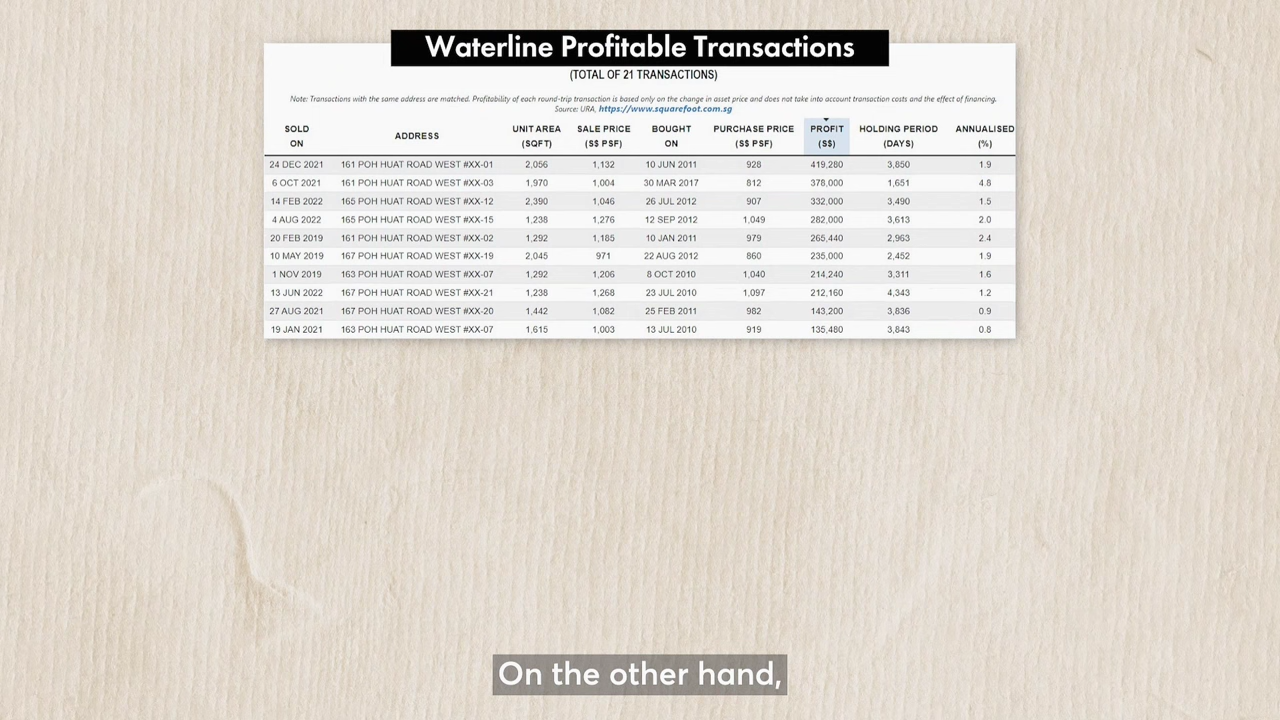 Waterline Profitable Transactions
(TOTAL OF 21 TRANSACTIONS)
Note: Transactions with the same address are matched. Profitability of each round-trip transaction is based only on the change in asset price and does not take into account transaction costs and the effect of financing.
Source: URA, https://www.squarefoot.com.sg
SOLD ON ADDRESS UNIT AREA (SQFT) SALE PRICE (S$ PSF) BOUGHT ON PURCHASE PRICE (S$ PSF) PROFIT (S$) HOLDING PERIOD (DAYS) ANNUALISED (%)
24 DEC 2021 161 POH HUAT ROAD WEST #XX-01 2,056 1,132 10 JUN 2011 928 419,280 3,850 1.9
6 OCT 2021 161 POH HUAT ROAD WEST #XX-03 1,970 1,004 30 MAR 2017 812 378,000 1,651 4.8
14 FEB 2022 165 POH HUAT ROAD WEST #XX-12 2,390 1,046 26 JUL 2012 907 332,000 3,490 1.5
4 AUG 2022 165 POH HUAT ROAD WEST #XX-15 1,238 1,276 12 SEP 2012 1,049 282,000 3,613 2.0
20 FEB 2019 161 POH HUAT ROAD WEST #XX-02 1,292 1,185 10 JAN 2011 979 265,440 2,963 2.4
10 MAY 2019 167 POH HUAT ROAD WEST #XX-19 2,045 971 22 AUG 2012 860 235,000 2,452 1.9
1 NOV 2019 163 POH HUAT ROAD WEST #XX-07 1,292 1,206 8 OCT 2010 1,040 214,240 3,311 1.6
13 JUN 2022 167 POH HUAT ROAD WEST #XX-21 1,238 1,268 23 JUL 2010 1,097 212,160 4,343 1.2
27 AUG 2021 167 POH HUAT ROAD WEST #XX-20 1,442 1,082 25 FEB 2011 982 143,200 3,836 0.9
19 JAN 2021 163 POH HUAT ROAD WEST #XX-07 1,615 1,003 13 JUL 2010 919 135,480 3,843 0.8
On the other hand,